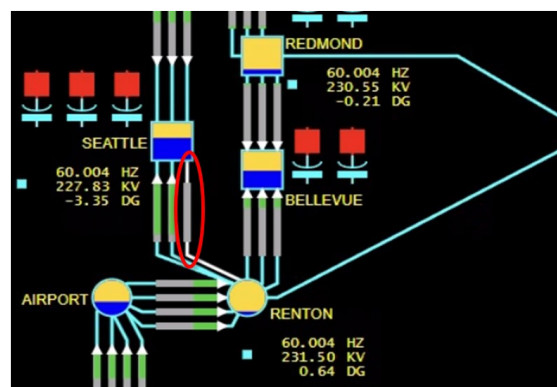 REDMOND
60.004 HZ
230.55 KV
-0.21 DG
SEATTLE
60.004 HZ
227.83 KV
-3.35 DG
BELLEVUE
AIRPORT
RENTON
60.004 HZ
231.50 KV
0.64 DG